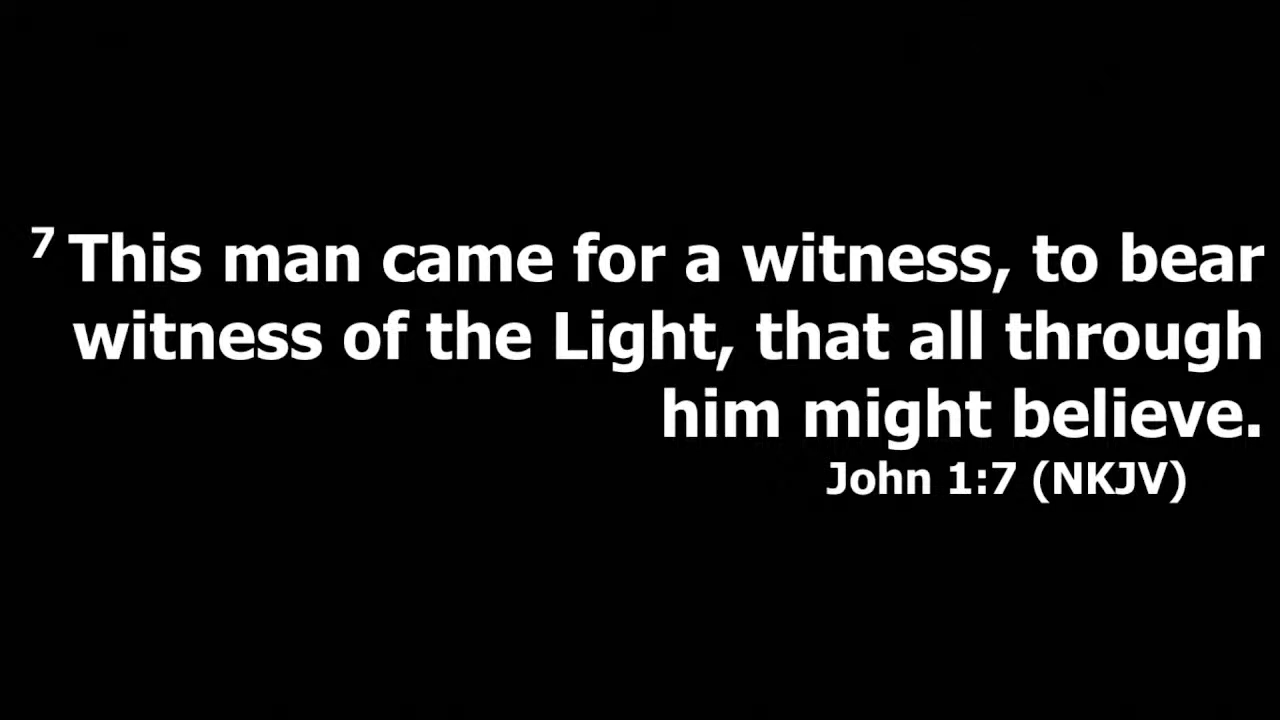 7 This man came for a witness, to bear
witness of the Light, that all through
him might believe.
John 1:7 (NKJV)